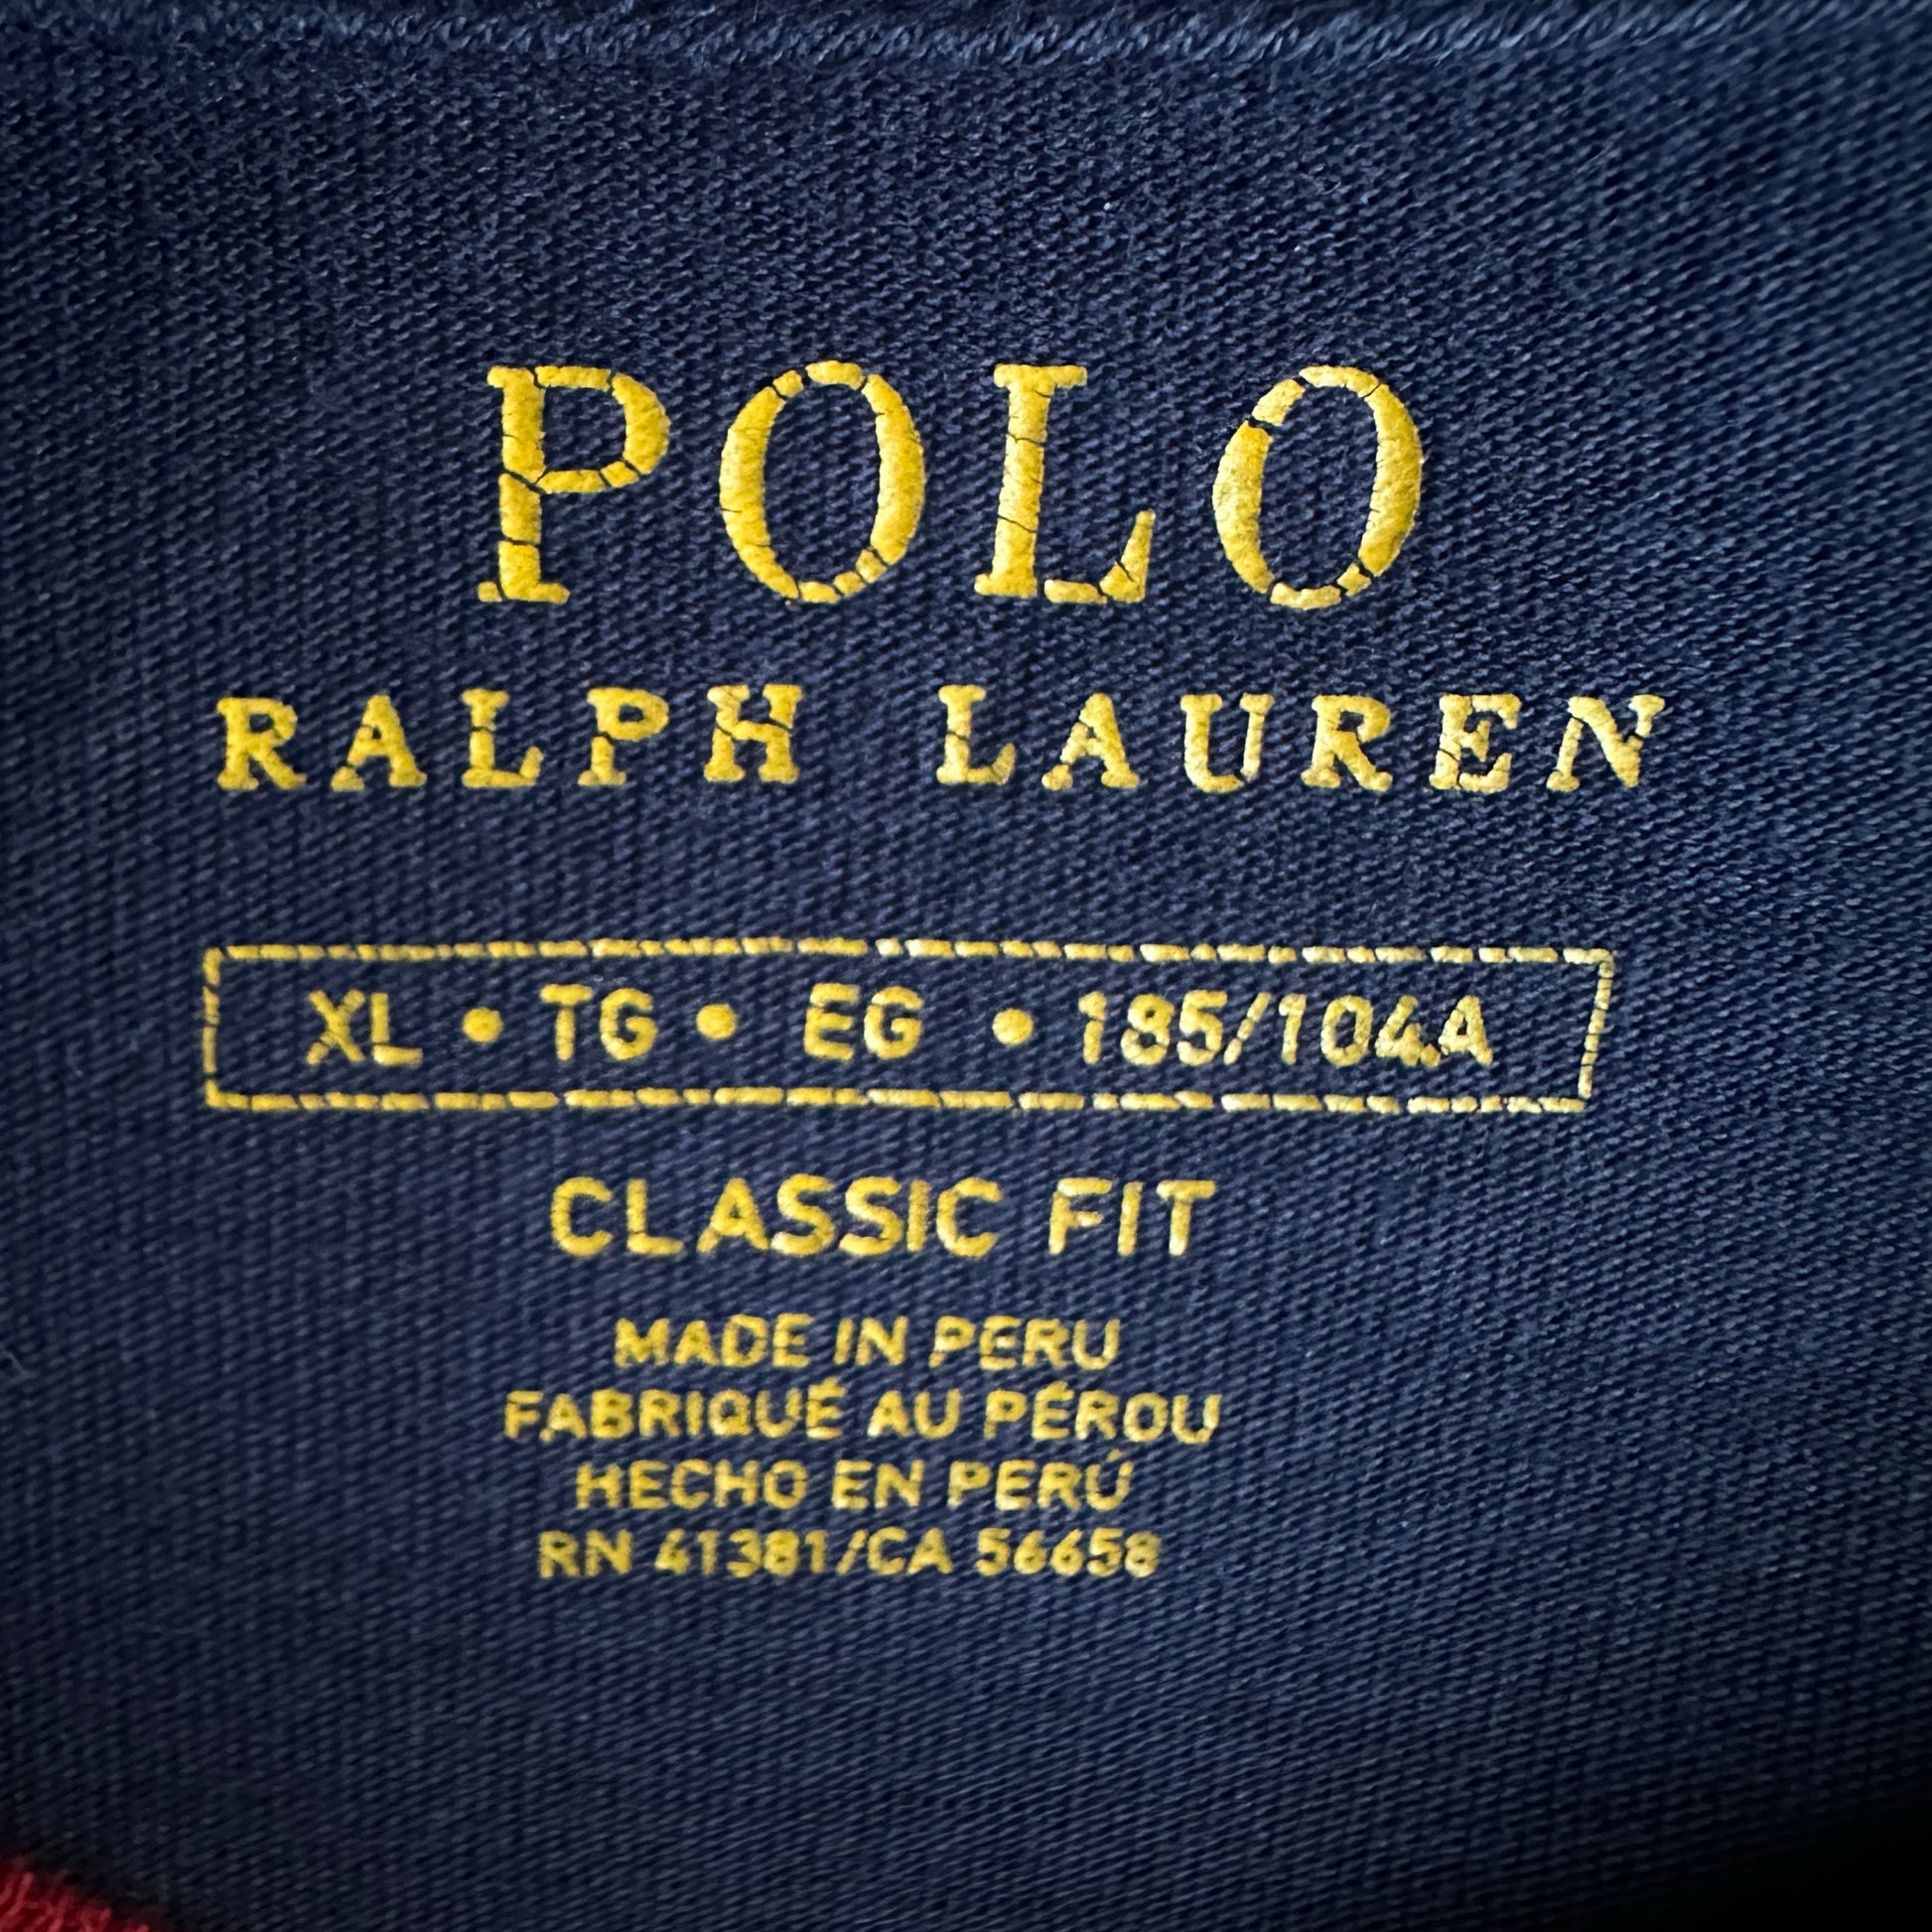 POLO
RALPH LAUREN
XL • TG • EG • 185/104A
CLASSIC FIT
MADE IN PERU
FABRIQUÉ AU PÉROU
HECHO EN PERÚ
RN 41381/CA 56658